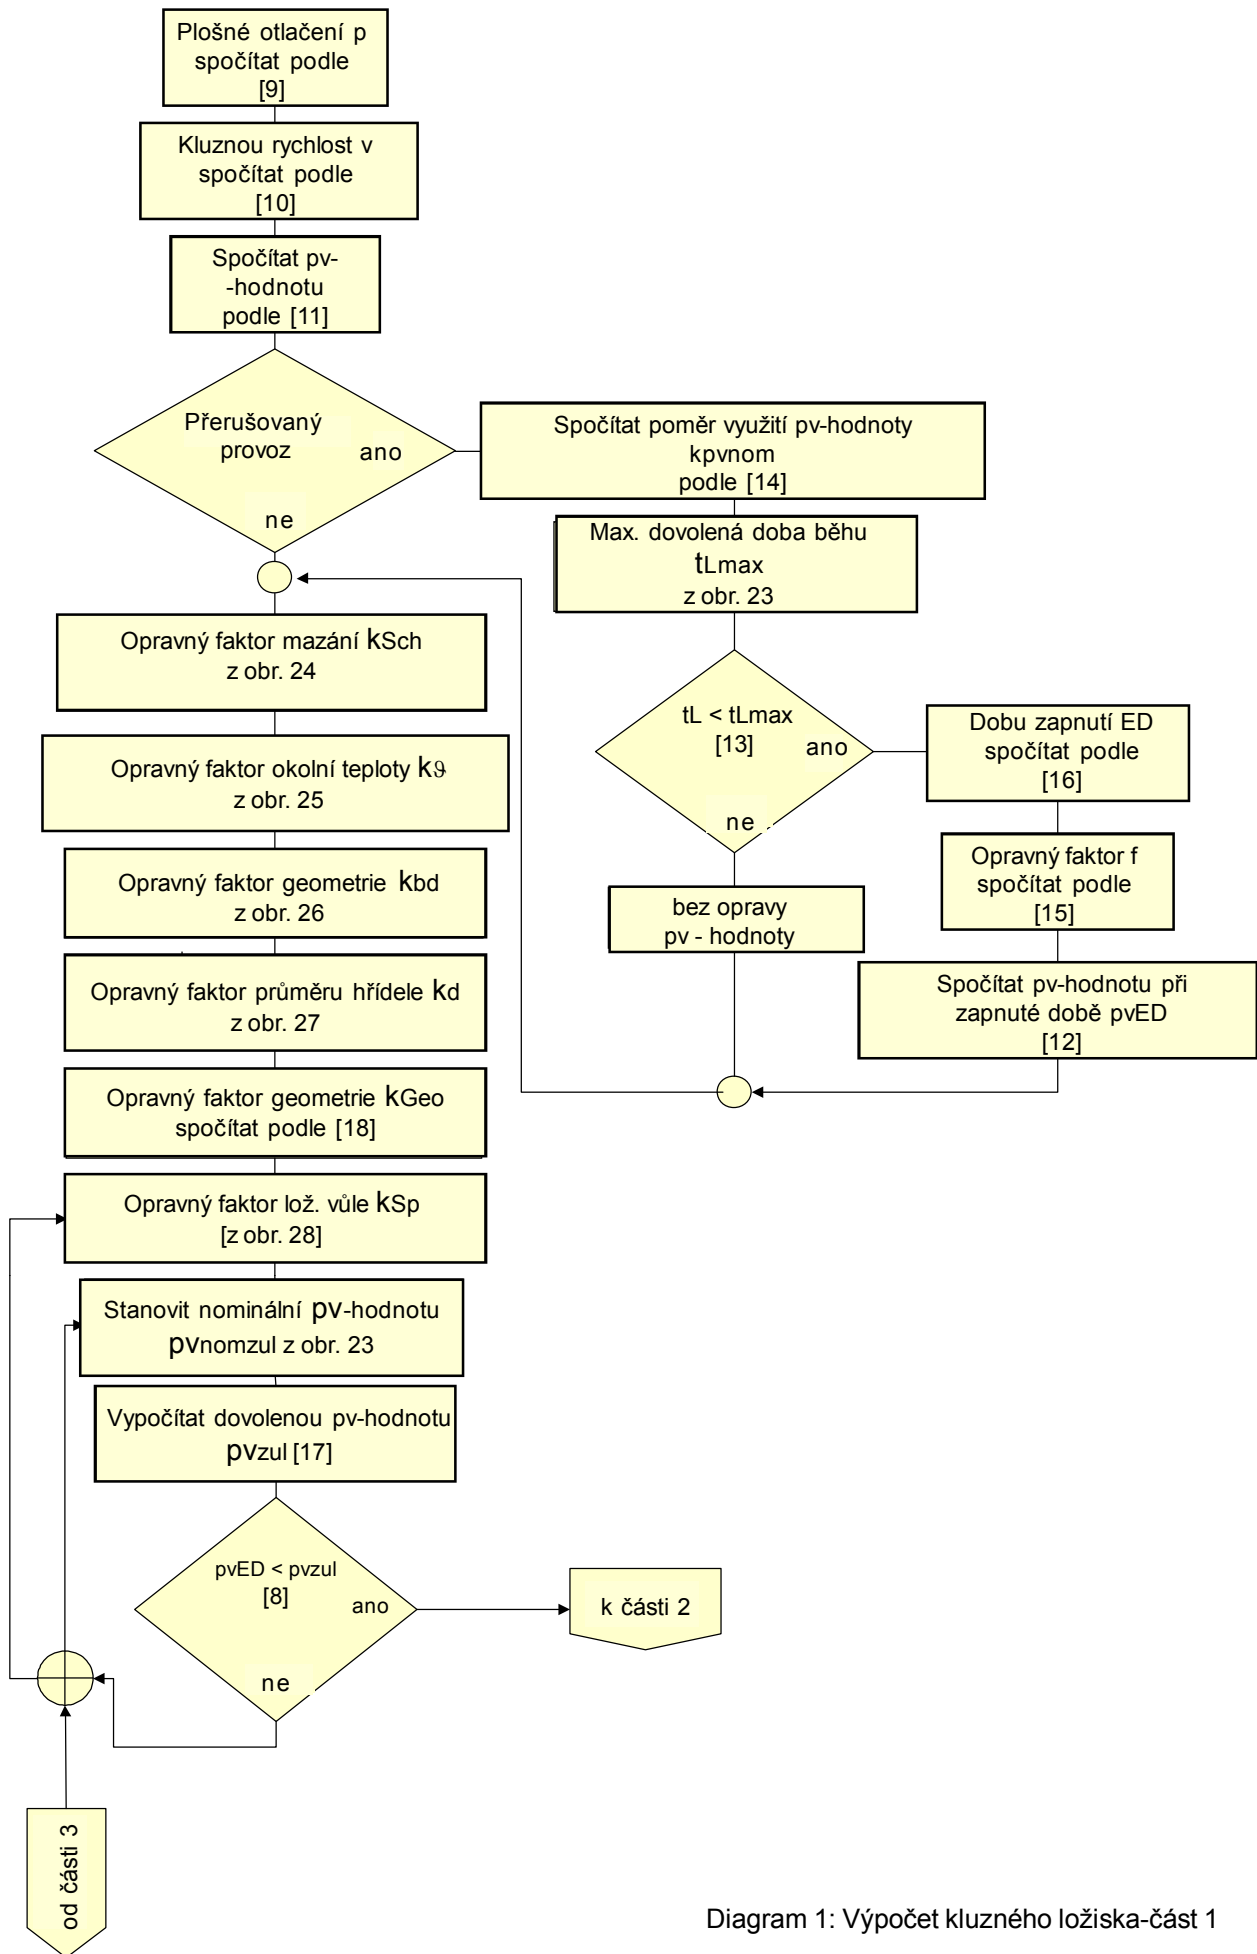 Plošné otlačení p
spočítat podle
[9]
Kluznou rychlost v
spočítat podle
[10]
Spočítat pv-
-hodnotu
podle [11]
Přerušovaný
provoz
ano
ne
Spočítat poměr využití pv-hodnoty
kpvnom
podle [14]
Max. dovolená doba běhu
tLmax
z obr. 23
tL < tLmax
[13]
ano
ne
Dobu zapnutí ED
spočítat podle
[16]
Opravný faktor f
spočítat podle
[15]
Spočítat pv-hodnotu při
zapnuté době pvED
[12]
bez opravy
pv - hodnoty
Opravný faktor mazání kSch
z obr. 24
Opravný faktor okolní teploty kϑ
z obr. 25
Opravný faktor geometrie kbd
z obr. 26
Opravný faktor průměru hřídele kd
z obr. 27
Opravný faktor geometrie kGeo
spočítat podle [18]
Opravný faktor lož. vůle kSp
[z obr. 28]
Stanovit nominální pv-hodnotu
pvnomzul z obr. 23
Vypočítat dovolenou pv-hodnotu
pvzul [17]
pvED < pvzul
[8]
ano
ne
k části 2
od části 3
Diagram 1: Výpočet kluzného ložiska-část 1